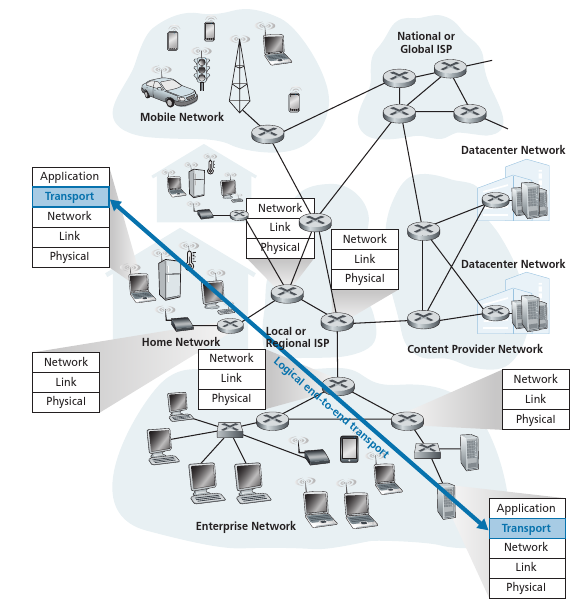 National or
Global ISP
Mobile Network
Datacenter Network
Application
Transport
Network
Link
Physical
Network
Link
Physical
Network
Link
Physical
Datacenter Network
Home Network
Local or
Regional ISP
Content Provider Network
Network
Link
Physical
Network
Link
Physical
Network
Link
Physical
Logical end-to-end transport
Enterprise Network
Application
Transport
Network
Link
Physical